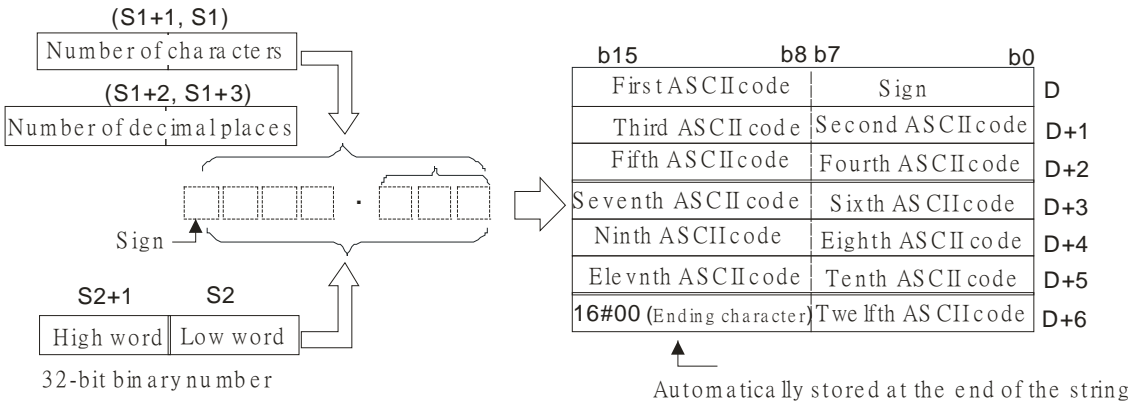 (S1+1, S1)
Number of characters
(S1+2, S1+3)
Number of decimal places
.
Sign
S2+1 S2
High word Low word
32-bit binary number
b15 b8 b7 b0
First ASCII code Sign D
Third ASCII code Second ASCII code D+1
Fifth ASCII code Fourth ASCII code D+2
Seventh ASCII code Sixth ASCII code D+3
Ninth ASCII code Eighth ASCII code D+4
Elevnth ASCII code Tenth ASCII code D+5
16#00 (Ending character) Twelfth ASCII code D+6
Automatically stored at the end of the string